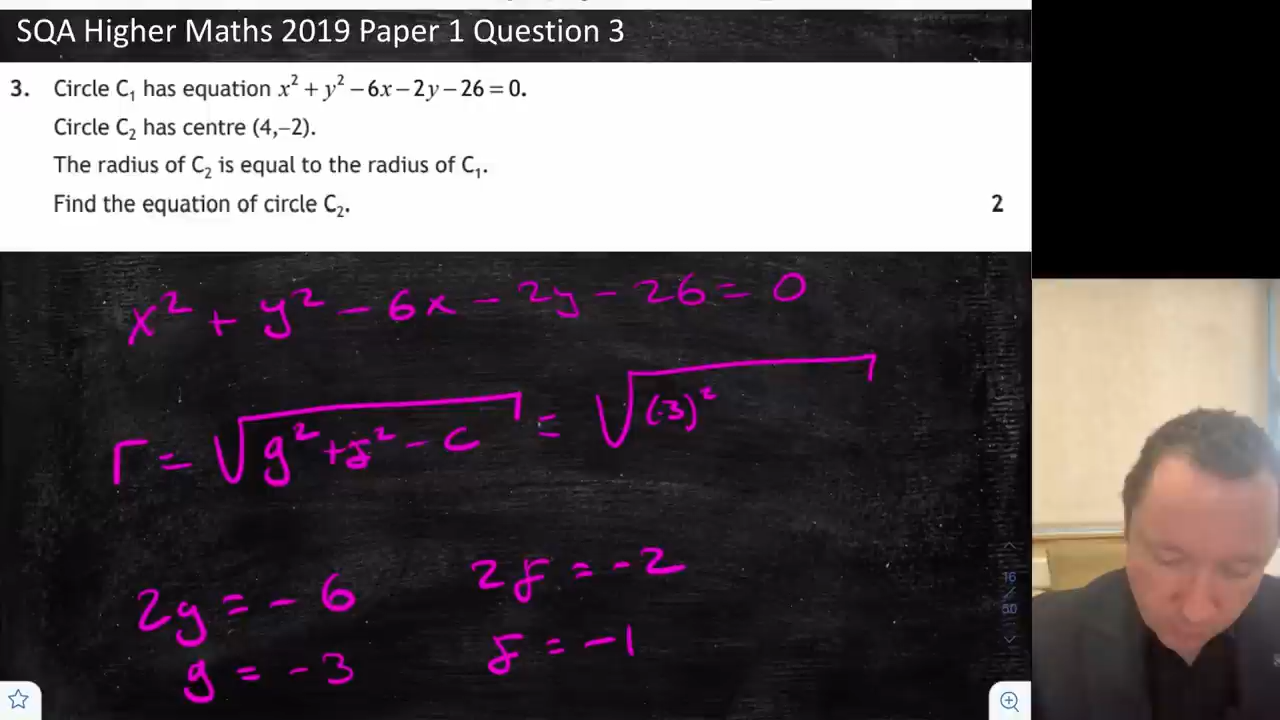 SQA Higher Maths 2019 Paper 1 Question 3
3. Circle C₁ has equation x² + y² − 6x − 2y − 26 = 0.
Circle C₂ has centre (4,−2).
The radius of C₂ is equal to the radius of C₁.
Find the equation of circle C₂. 2
x² + y² − 6x − 2y − 26 = 0
r = √(g² + f² − c) = √((-3)²
2g = − 6 2f = − 2
g = − 3 f = − 1
16
/
50